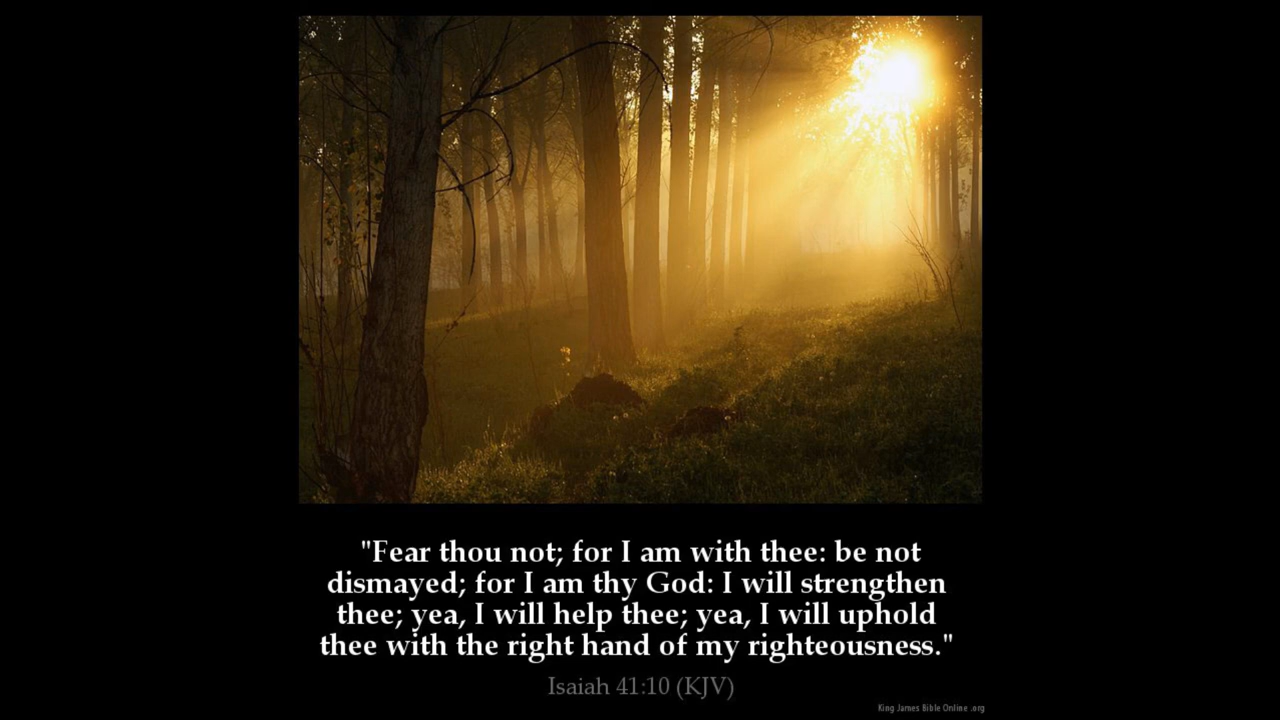 "Fear thou not; for I am with thee: be not
dismayed; for I am thy God: I will strengthen
thee; yea, I will help thee; yea, I will uphold
thee with the right hand of my righteousness."
Isaiah 41:10 (KJV)
King James Bible Online .org